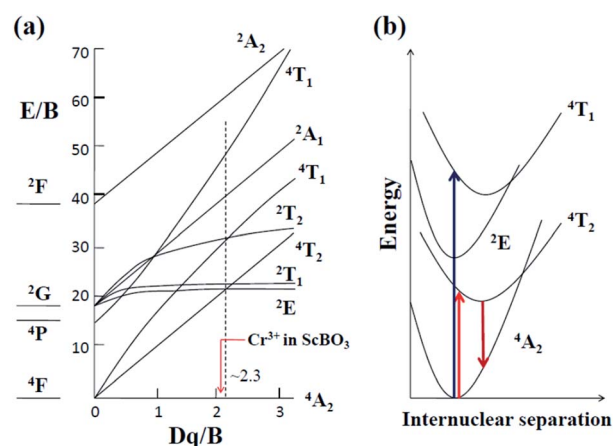 (a)
70
E/B
60
50
²F
40
30
²G
20
⁴P
10
⁴F
0
1
2
3
Dq/B
²A₂
⁴T₁
²A₁
⁴T₁
²T₂
⁴T₂
²T₁
²E
Cr³⁺ in ScBO₃
~2.3
⁴A₂
(b)
Energy
⁴T₁
²E
⁴T₂
⁴A₂
Internuclear separation